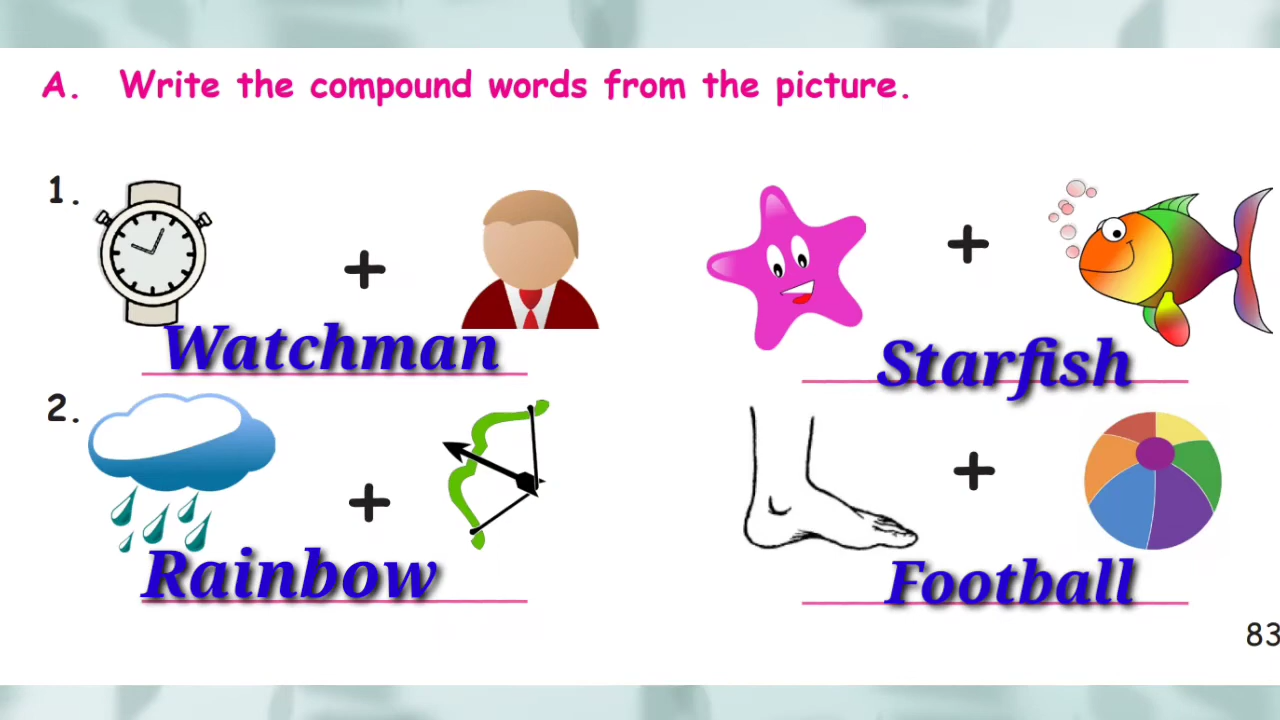 A. Write the compound words from the picture.
1.
+
+
Watchman
Starfish
2.
+
+
Rainbow
Football
83